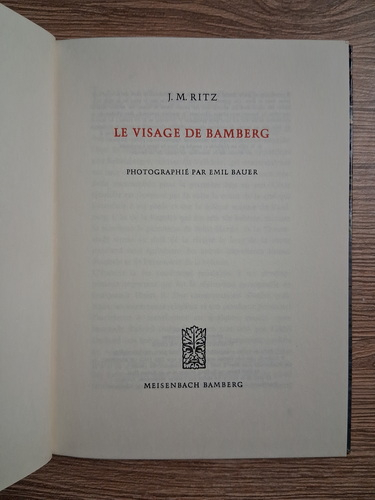 J. M. RITZ
LE VISAGE DE BAMBERG
PHOTOGRAPHIÉ PAR EMIL BAUER
MEISENBACH BAMBERG